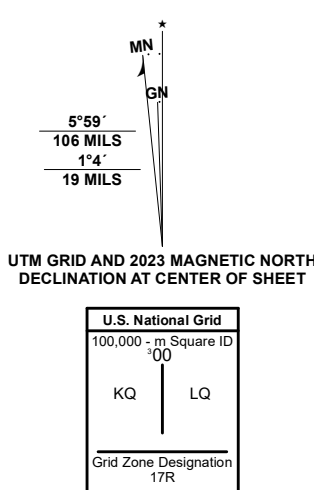 ★
MN
GN
5°59´
106 MILS
1°4´
19 MILS
UTM GRID AND 2023 MAGNETIC NORTH
DECLINATION AT CENTER OF SHEET
U.S. National Grid
100,000 - m Square ID
³00
KQ LQ
Grid Zone Designation
17R